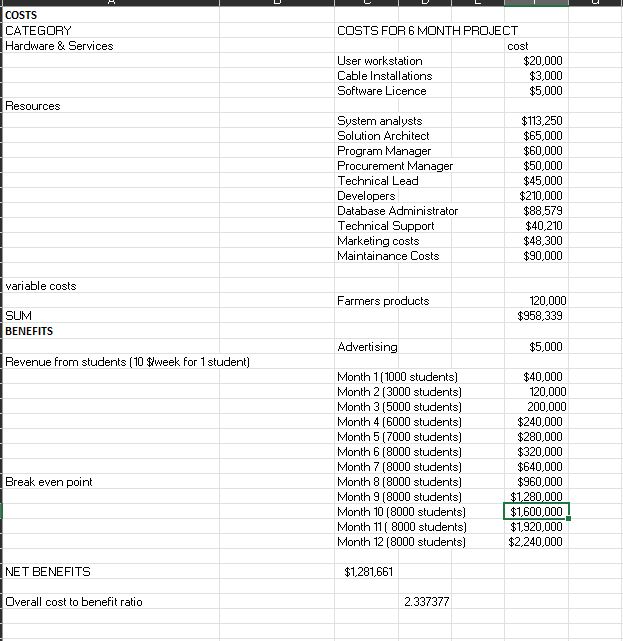 COSTS
CATEGORY COSTS FOR 6 MONTH PROJECT
Hardware & Services cost
User workstation $20,000
Cable Installations $3,000
Software Licence $5,000
Resources
System analysts $113,250
Solution Architect $65,000
Program Manager $60,000
Procurement Manager $50,000
Technical Lead $45,000
Developers $210,000
Database Administrator $88,579
Technical Support $40,210
Marketing costs $48,300
Maintainance Costs $90,000
variable costs
Farmers products 120,000
SUM $958,339
BENEFITS
Advertising $5,000
Revenue from students (10 $/week for 1 student)
Month 1 (1000 students) $40,000
Month 2 (3000 students) 120,000
Month 3 (5000 students) 200,000
Month 4 (6000 students) $240,000
Month 5 (7000 students) $280,000
Month 6 (8000 students) $320,000
Month 7 (8000 students) $640,000
Break even point Month 8 (8000 students) $960,000
Month 9 (8000 students) $1,280,000
Month 10 (8000 students) $1,600,000
Month 11 ( 8000 students) $1,920,000
Month 12 (8000 students) $2,240,000
NET BENEFITS $1,281,661
Overall cost to benefit ratio 2.337377